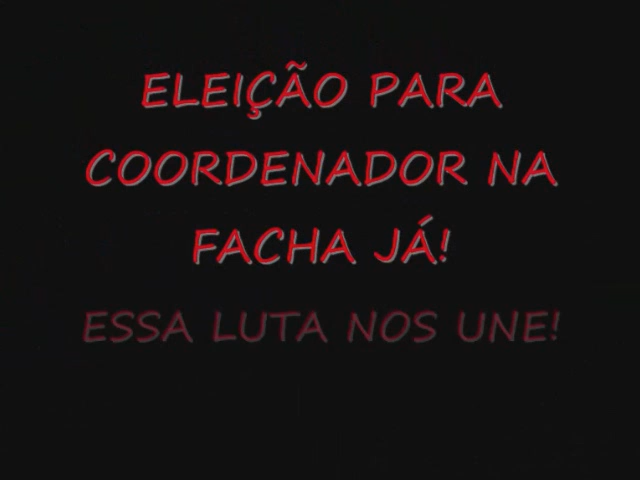 ELEIÇÃO PARA
COORDENADOR NA
FACHA JÁ!
ESSA LUTA NOS UNE!